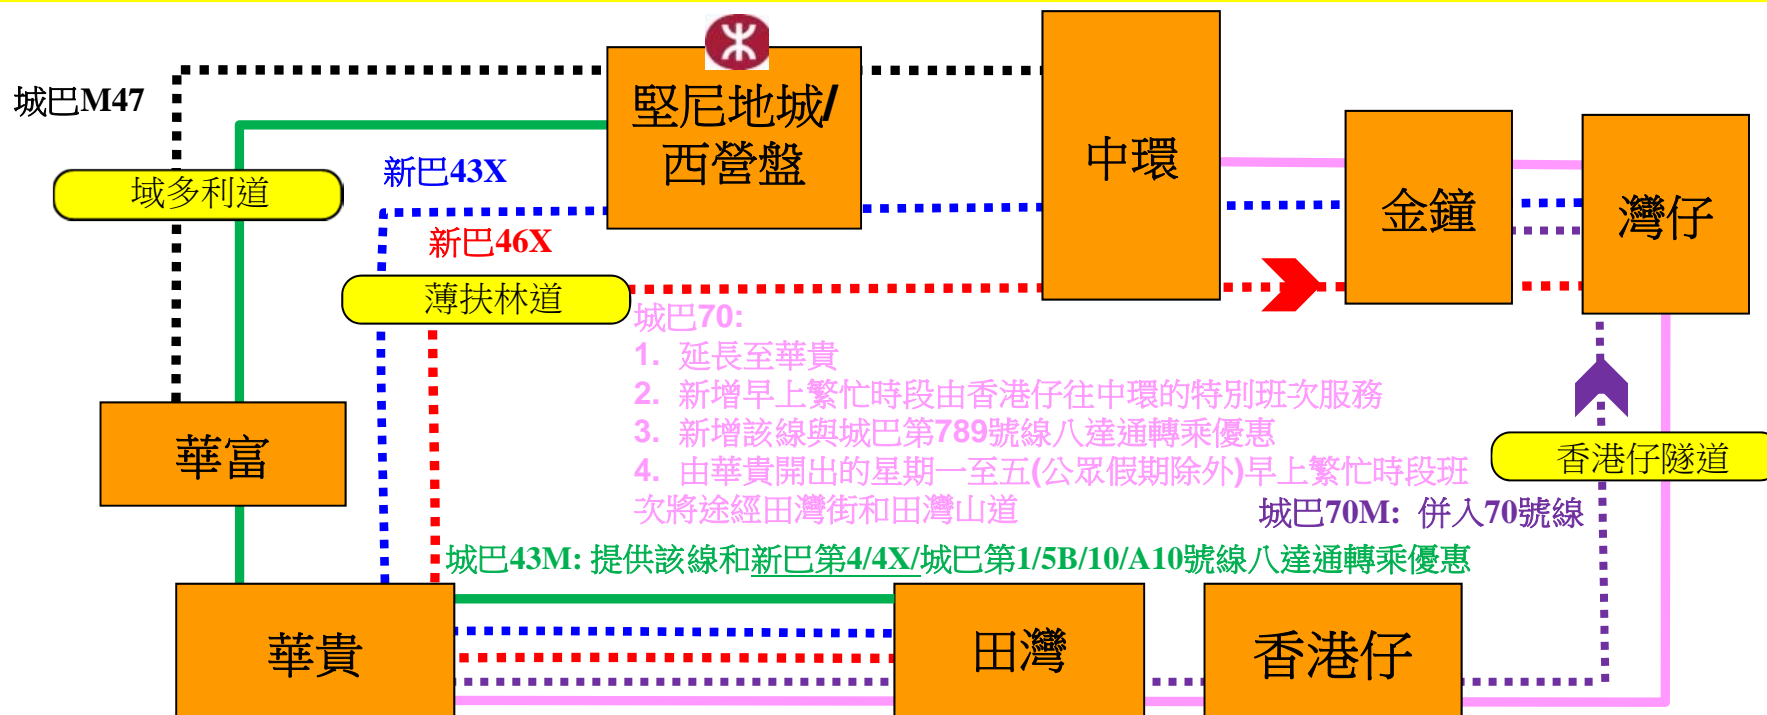 城巴M47
堅尼地城/
西營盤
中環
金鐘
灣仔
新巴43X
域多利道
新巴46X
薄扶林道
城巴70:
1. 延長至華貴
2. 新增早上繁忙時段由香港仔往中環的特別班次服務
3. 新增該線與城巴第789號線八達通轉乘優惠
4. 由華貴開出的星期一至五(公眾假期除外)早上繁忙時段班
次將途經田灣街和田灣山道
華富
香港仔隧道
城巴70M: 併入70號線
城巴43M: 提供該線和新巴第4/4X/城巴第1/5B/10/A10號線八達通轉乘優惠
華貴
田灣
香港仔